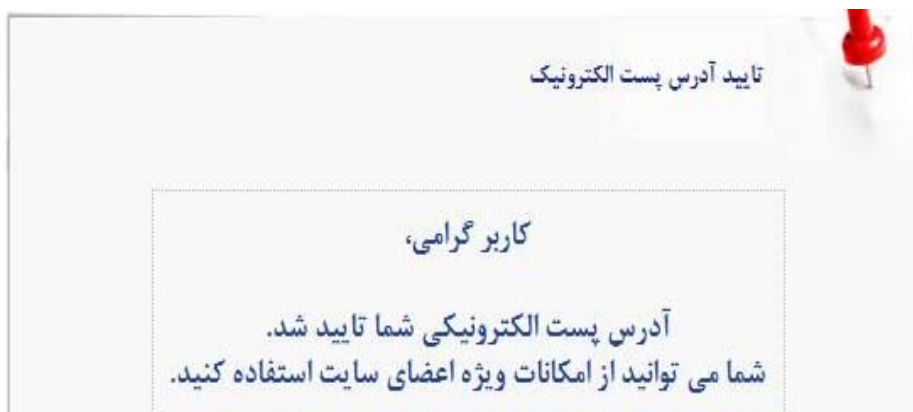 تایید آدرس پست الکترونیک
کاربر گرامی،
آدرس پست الکترونیکی شما تایید شد.
شما می توانید از امکانات ویژه اعضای سایت استفاده کنید.